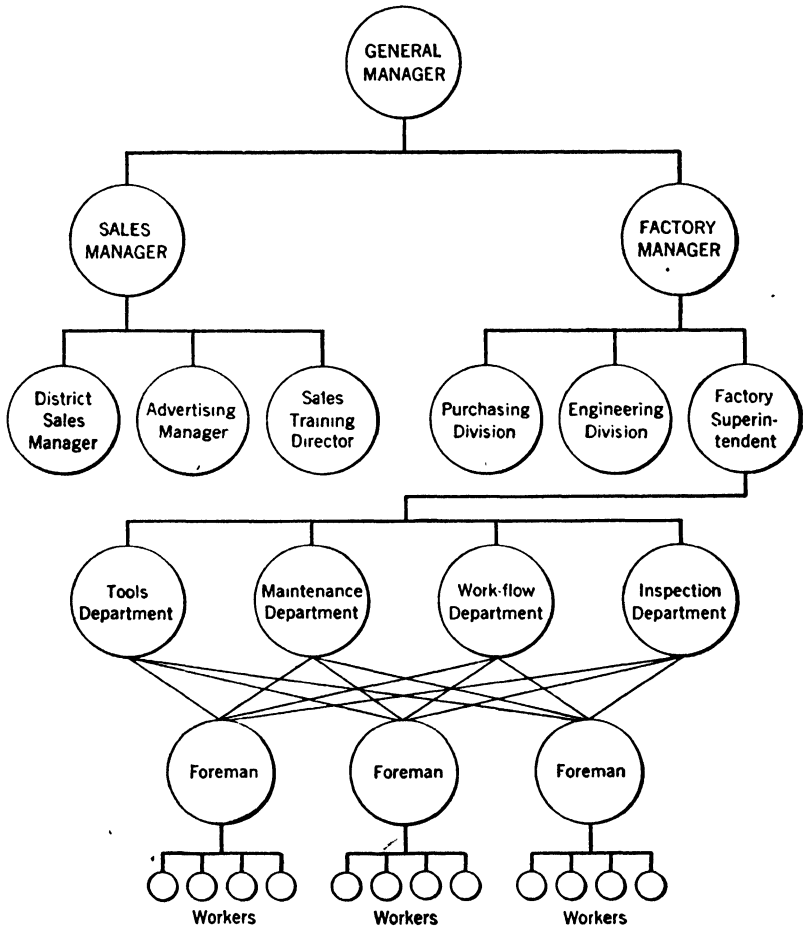 GENERAL
MANAGER
SALES
MANAGER
FACTORY
MANAGER
District
Sales
Manager
Advertising
Manager
Sales
Training
Director
Purchasing
Division
Engineering
Division
Factory
Superin-
tendent
Tools
Department
Maintenance
Department
Work-flow
Department
Inspection
Department
Foreman
Foreman
Foreman
Workers
Workers
Workers